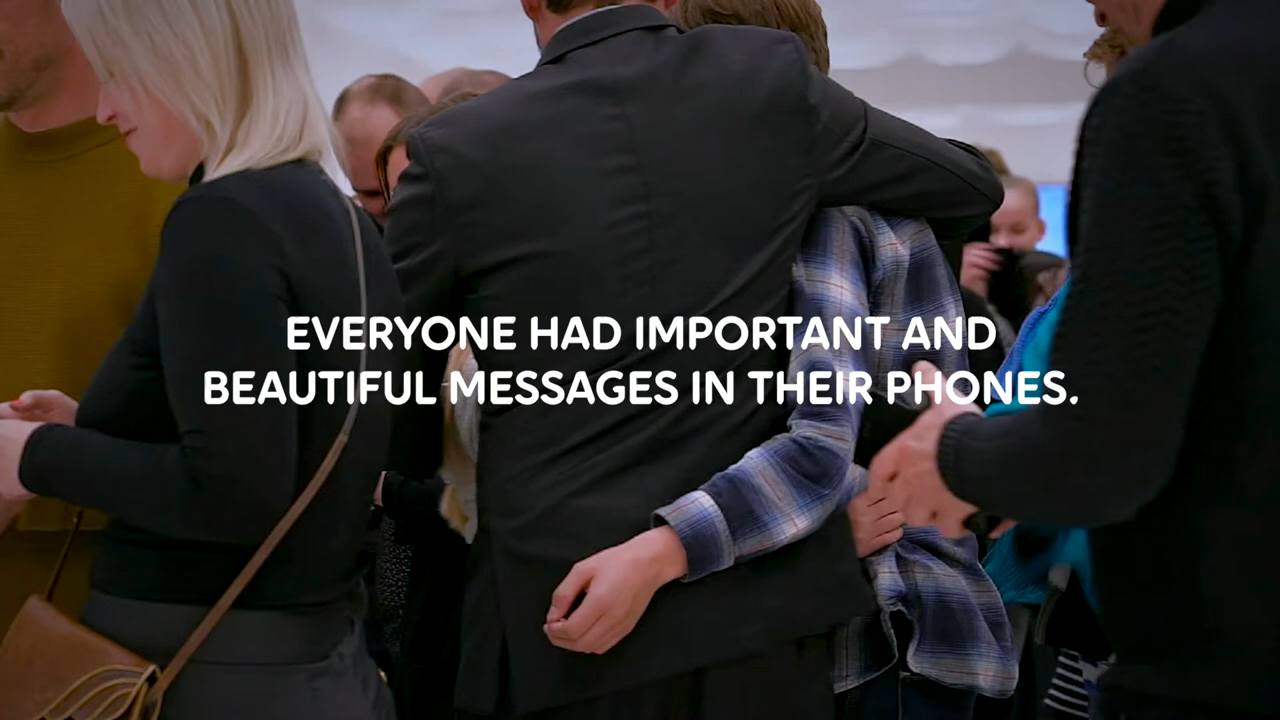 EVERYONE HAD IMPORTANT AND
BEAUTIFUL MESSAGES IN THEIR PHONES.